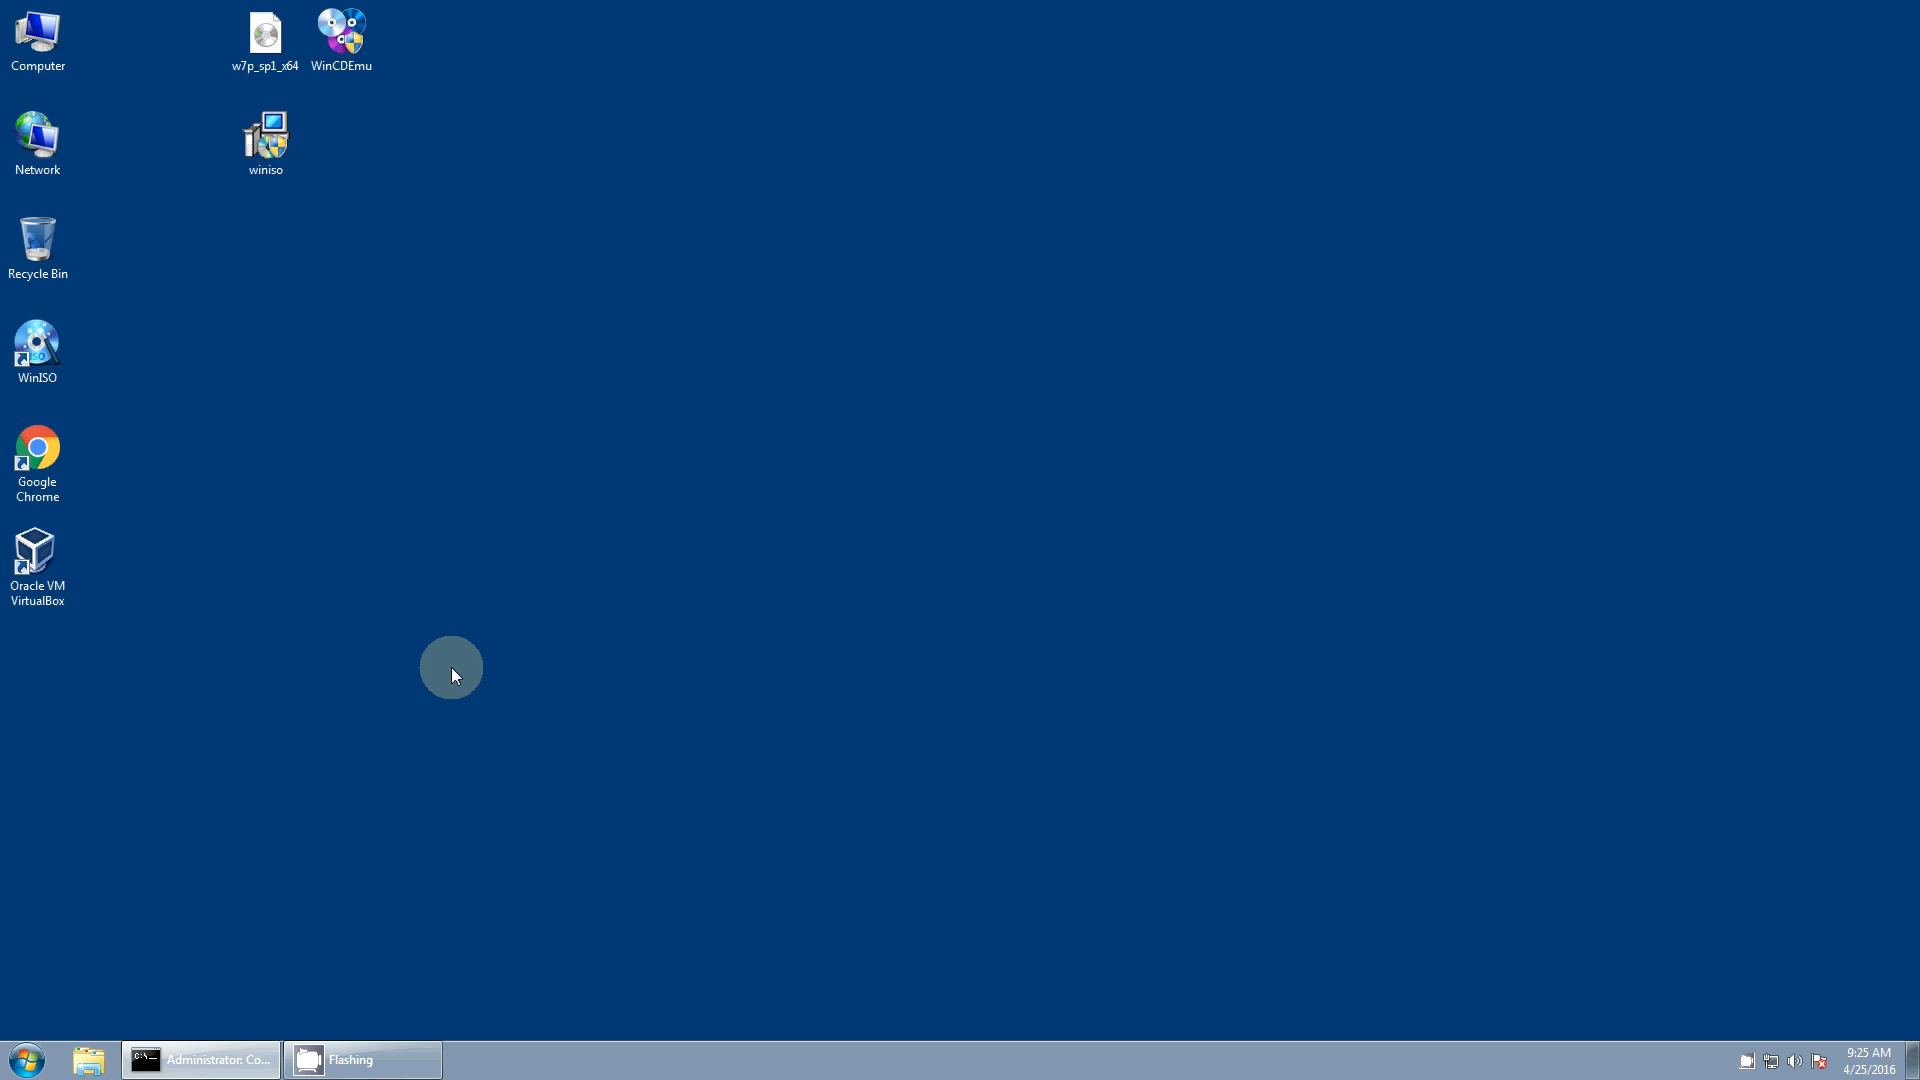 Computer
w7p_sp1_x64
WinCDEmu
Network
winiso
Recycle Bin
WinISO
Google
Chrome
Oracle VM
VirtualBox
Administrator: Co...
Flashing
9:25 AM
4/25/2016